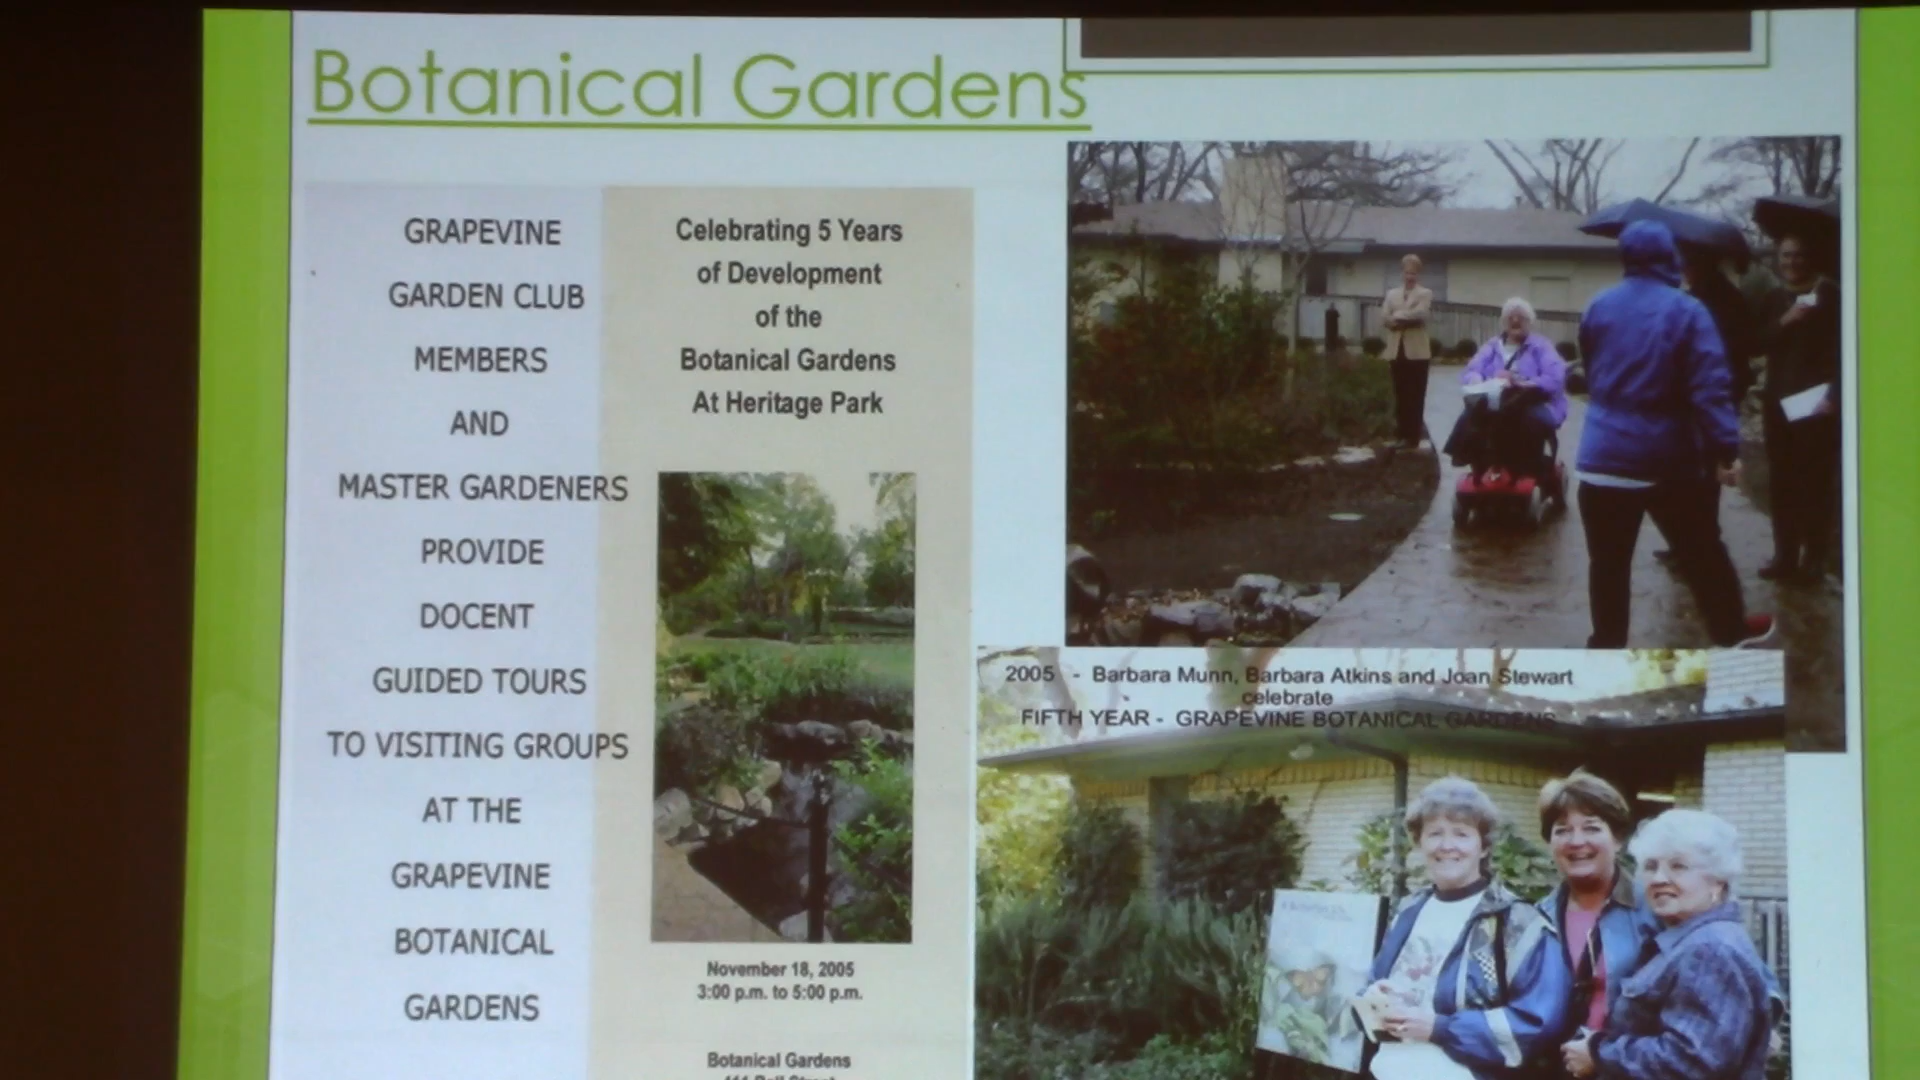 Botanical Gardens
GRAPEVINE
GARDEN CLUB
MEMBERS
AND
MASTER GARDENERS
PROVIDE
DOCENT
GUIDED TOURS
TO VISITING GROUPS
AT THE
GRAPEVINE
BOTANICAL
GARDENS
Celebrating 5 Years
of Development
of the
Botanical Gardens
At Heritage Park
November 18, 2005
3:00 p.m. to 5:00 p.m.
Botanical Gardens
2005 - Barbara Munn, Barbara Atkins and Joan Stewart
celebrate
FIFTH YEAR - GRAPEVINE BOTANICAL GARDENS